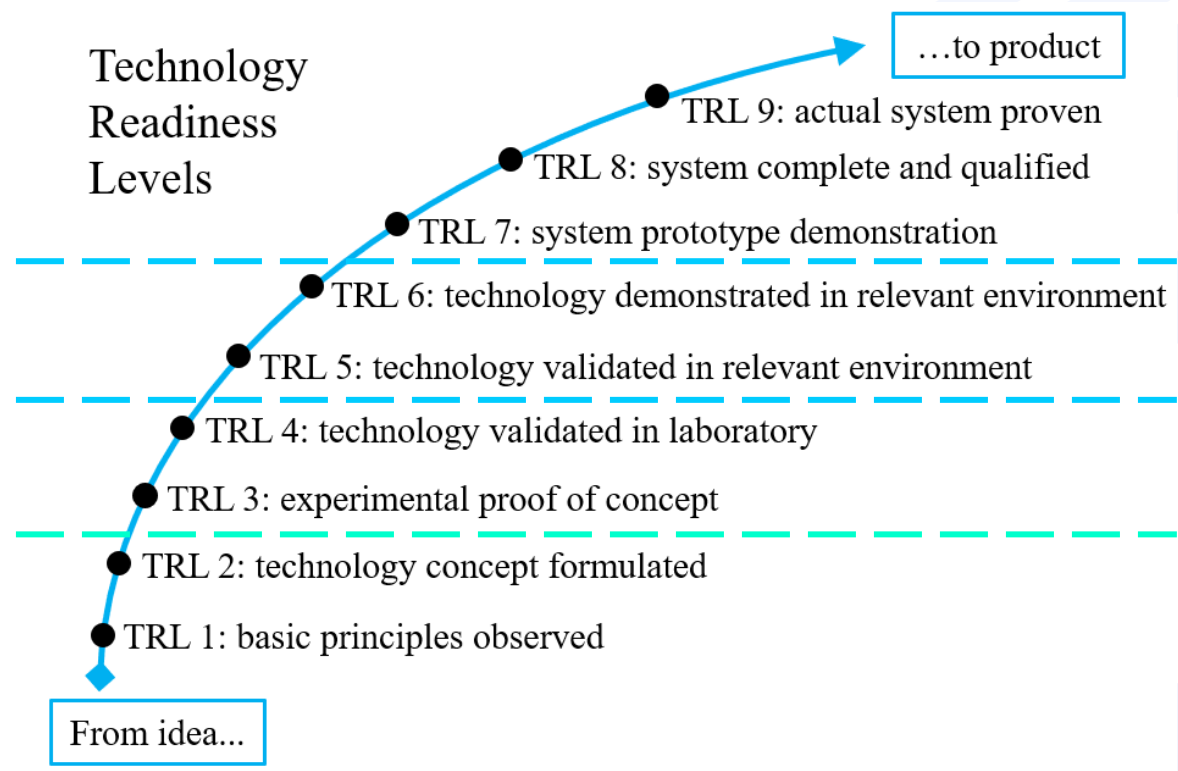 Technology
Readiness
Levels
…to product
TRL 9: actual system proven
TRL 8: system complete and qualified
TRL 7: system prototype demonstration
TRL 6: technology demonstrated in relevant environment
TRL 5: technology validated in relevant environment
TRL 4: technology validated in laboratory
TRL 3: experimental proof of concept
TRL 2: technology concept formulated
TRL 1: basic principles observed
From idea...